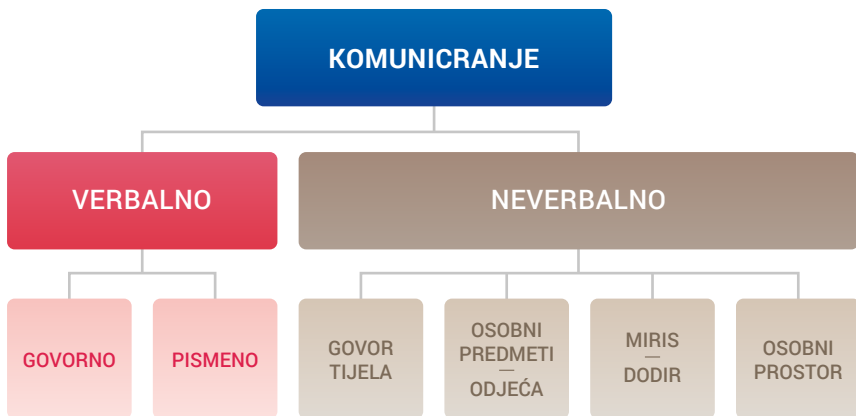 KOMUNICRANJE
VERBALNO
NEVERBALNO
GOVORNO
PISMENO
GOVOR
TIJELA
OSOBNI
PREDMETI
—
ODJEĆA
MIRIS
—
DODIR
OSOBNI
PROSTOR